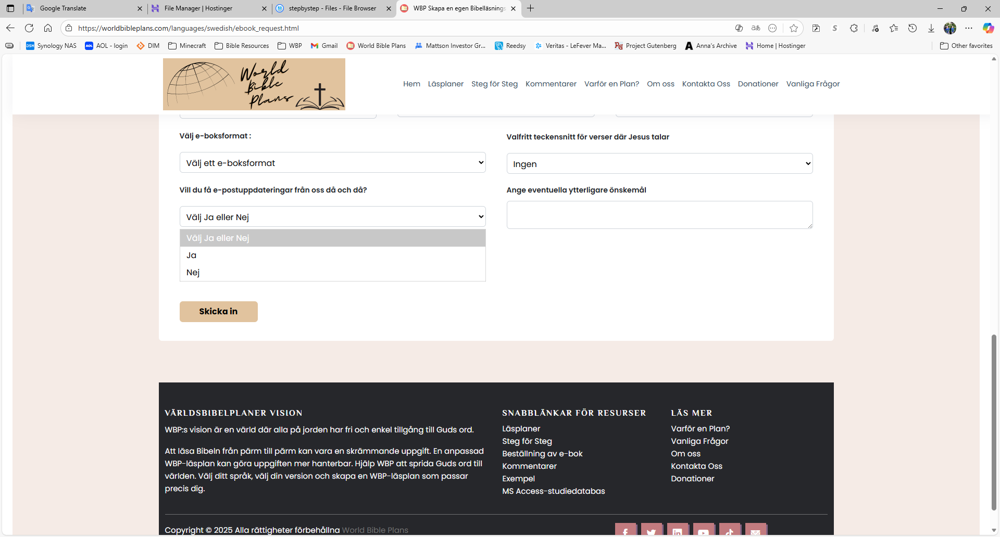 Google Translate
File Manager | Hostinger
stepbystep - Files - File Browser
WBP Skapa en egen Bibelläsnings
https://worldbibleplans.com/languages/swedish/ebook_request.html
Synology NAS
AOL - login
DIM
Minecraft
Bible Resources
WBP
Gmail
World Bible Plans
Mattson Investor Gr...
Reedsy
Veritas - LeFever Ma...
Project Gutenberg
Anna's Archive
Home | Hostinger
Other favorites
World
Bible
Plans
Hem
Läsplaner
Steg för Steg
Kommentarer
Varför en Plan?
Om oss
Kontakta Oss
Donationer
Vanliga Frågor
Välj e-boksformat :
Välj ett e-boksformat
Valfritt teckensnitt för verser där Jesus talar
Ingen
Vill du få e-postuppdateringar från oss då och då?
Välj Ja eller Nej
Välj Ja eller Nej
Ja
Nej
Ange eventuella ytterligare önskemål
Skicka in
VÄRLDSBIBELPLANER VISION
WBP:s vision är en värld där alla på jorden har fri och enkel tillgång till Guds ord.
Att läsa Bibeln från pärm till pärm kan vara en skrämmande uppgift. En anpassad
WBP-läsplan kan göra uppgiften mer hanterbar. Hjälp WBP att sprida Guds ord till
världen. Välj ditt språk, välj din version och skapa en WBP-läsplan som passar
precis dig.
SNABBLÄNKAR FÖR RESURSER
Läsplaner
Steg för Steg
Beställning av e-bok
Kommentarer
Exempel
MS Access-studiedatabas
LÄS MER
Varför en Plan?
Vanliga Frågor
Om oss
Kontakta Oss
Donationer
Copyright © 2025 Alla rättigheter förbehållna World Bible Plans